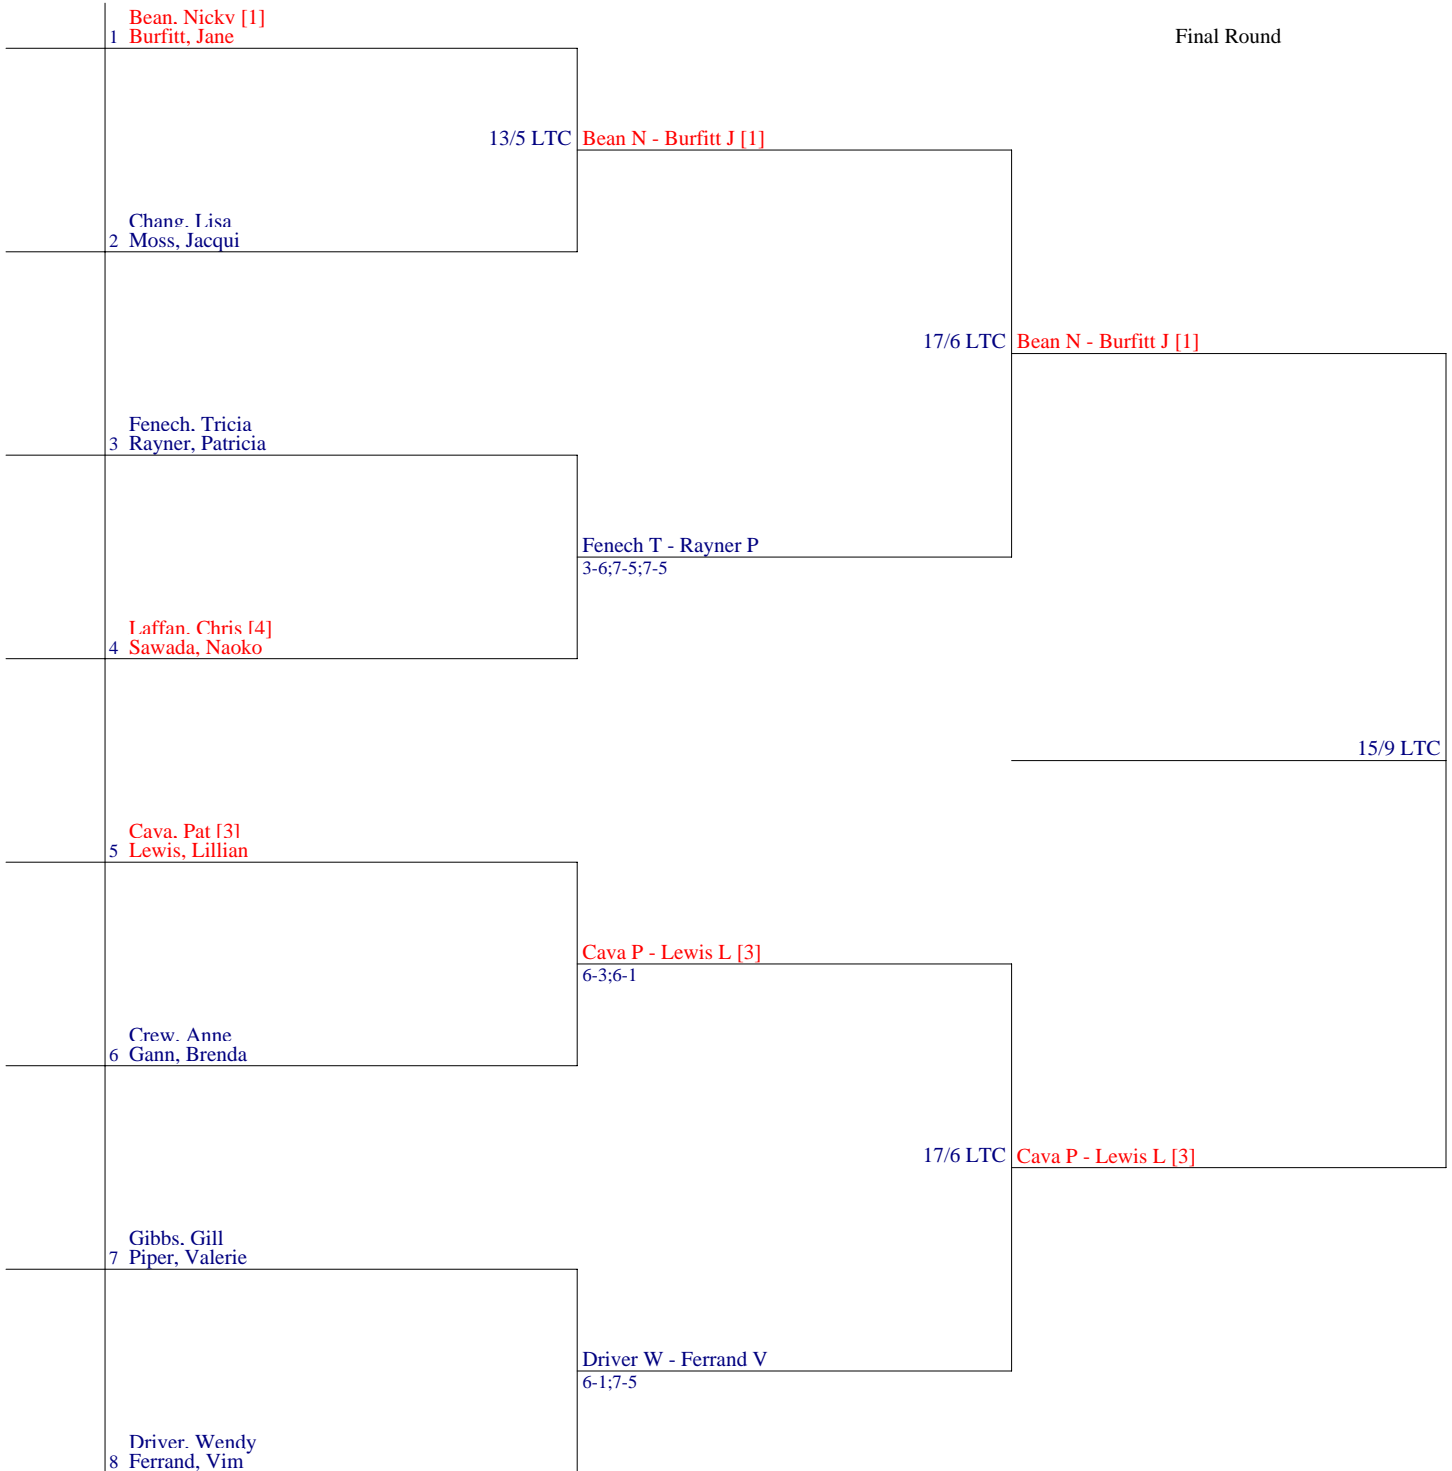 Bean, Nicky [1]
1 Burfitt, Jane
Final Round
13/5 LTC Bean N - Burfitt J [1]
Chang, Lisa
2 Moss, Jacqui
17/6 LTC Bean N - Burfitt J [1]
Fenech, Tricia
3 Rayner, Patricia
Fenech T - Rayner P
3-6;7-5;7-5
Laffan, Chris [4]
4 Sawada, Naoko
15/9 LTC
Cava, Pat [3]
5 Lewis, Lillian
Cava P - Lewis L [3]
6-3;6-1
Crew, Anne
6 Gann, Brenda
17/6 LTC Cava P - Lewis L [3]
Gibbs, Gill
7 Piper, Valerie
Driver W - Ferrand V
6-1;7-5
Driver, Wendy
8 Ferrand, Vim